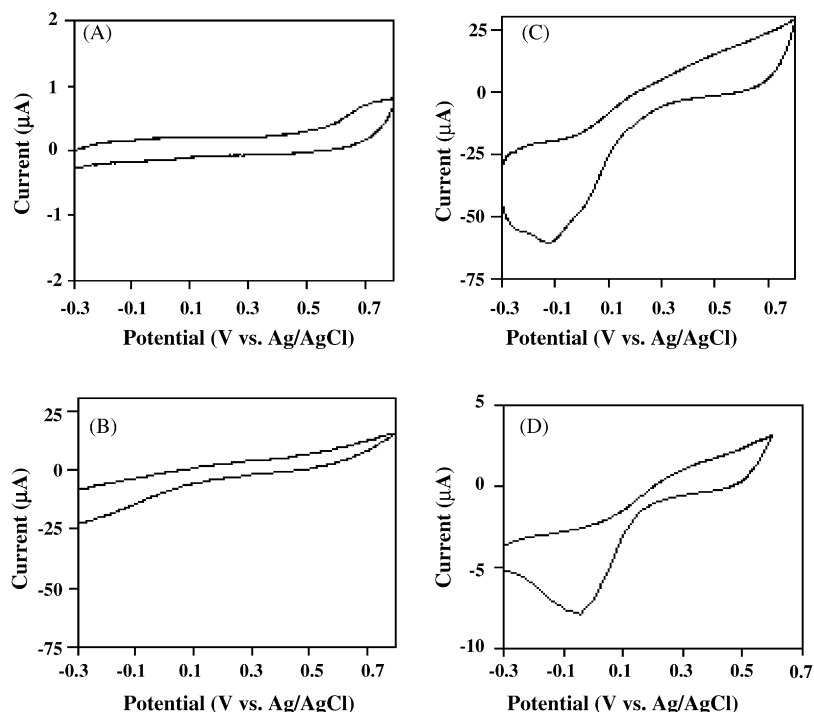 (A)
2
1
0
-1
-2
Current (µA)
-0.3 -0.1 0.1 0.3 0.5 0.7
Potential (V vs. Ag/AgCl)
(C)
25
0
-25
-50
-75
Current (µA)
-0.3 -0.1 0.1 0.3 0.5 0.7
Potential (V vs. Ag/AgCl)
(B)
25
0
-25
-50
-75
Current (µA)
-0.3 -0.1 0.1 0.3 0.5 0.7
Potential (V vs. Ag/AgCl)
(D)
5
0
-5
-10
Current (µA)
-0.3 -0.1 0.1 0.3 0.5 0.7
Potential (V vs. Ag/AgCl)